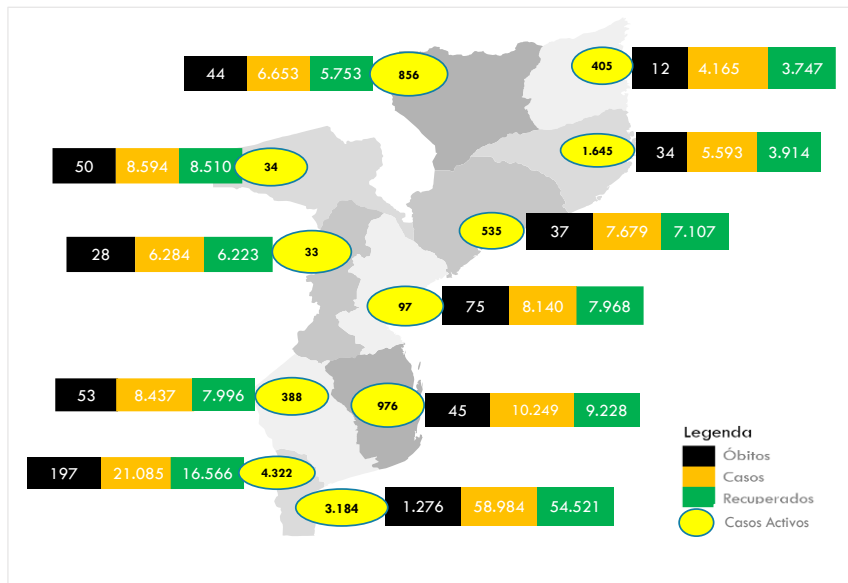 44 6.653 5.753 856
405 12 4.165 3.747
50 8.594 8.510 34
1.645 34 5.593 3.914
28 6.284 6.223 33
535 37 7.679 7.107
97 75 8.140 7.968
53 8.437 7.996 388
976 45 10.249 9.228
197 21.085 16.566 4.322
3.184 1.276 58.984 54.521
Legenda
Óbitos
Casos
Recuperados
Casos Activos